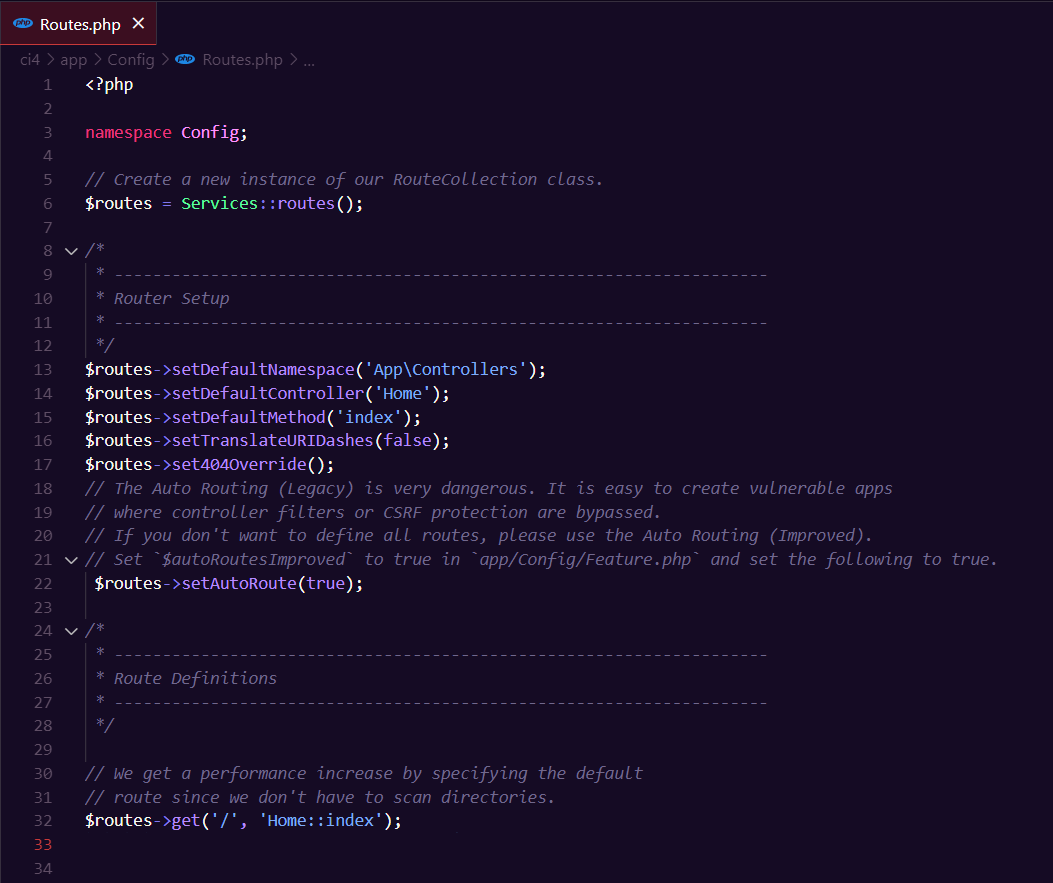 php Routes.php ×
ci4 > app > Config > php Routes.php > ...
1 <?php
2
3 namespace Config;
4
5 // Create a new instance of our RouteCollection class.
6 $routes = Services::routes();
7
8 /*
9 * --------------------------------------------------------------------
10 * Router Setup
11 * --------------------------------------------------------------------
12 */
13 $routes->setDefaultNamespace('App\Controllers');
14 $routes->setDefaultController('Home');
15 $routes->setDefaultMethod('index');
16 $routes->setTranslateURIDashes(false);
17 $routes->set404Override();
18 // The Auto Routing (Legacy) is very dangerous. It is easy to create vulnerable apps
19 // where controller filters or CSRF protection are bypassed.
20 // If you don't want to define all routes, please use the Auto Routing (Improved).
21 // Set `$autoRoutesImproved` to true in `app/Config/Feature.php` and set the following to true.
22 $routes->setAutoRoute(true);
23
24 /*
25 * --------------------------------------------------------------------
26 * Route Definitions
27 * --------------------------------------------------------------------
28 */
29
30 // We get a performance increase by specifying the default
31 // route since we don't have to scan directories.
32 $routes->get('/', 'Home::index');
33
34